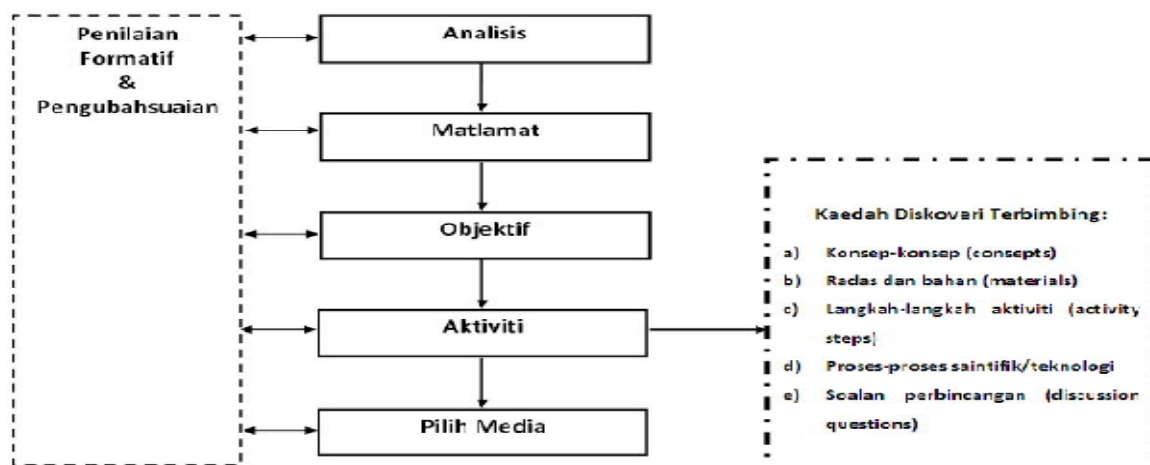 Penilaian
Formatif
&
Pengubahsuaian
Analisis
Matlamat
Objektif
Aktiviti
Pilih Media
Kaedah Diskoveri Terbimbing:
a) Konsep-konsep (consepts)
b) Radas dan bahan (materials)
c) Langkah-langkah aktiviti (activity
steps)
d) Proses-proses saintifik/teknologi
e) Soalan perbincangan (discussion
questions)